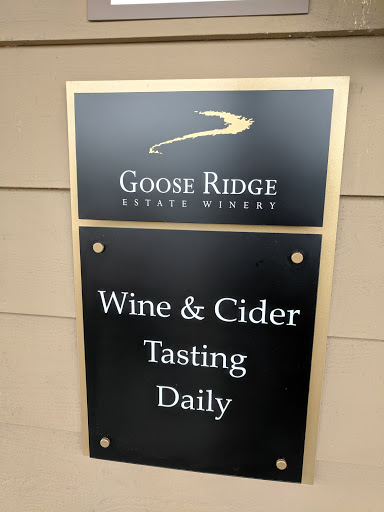 GOOSE RIDGE
ESTATE WINERY
Wine & Cider
Tasting
Daily